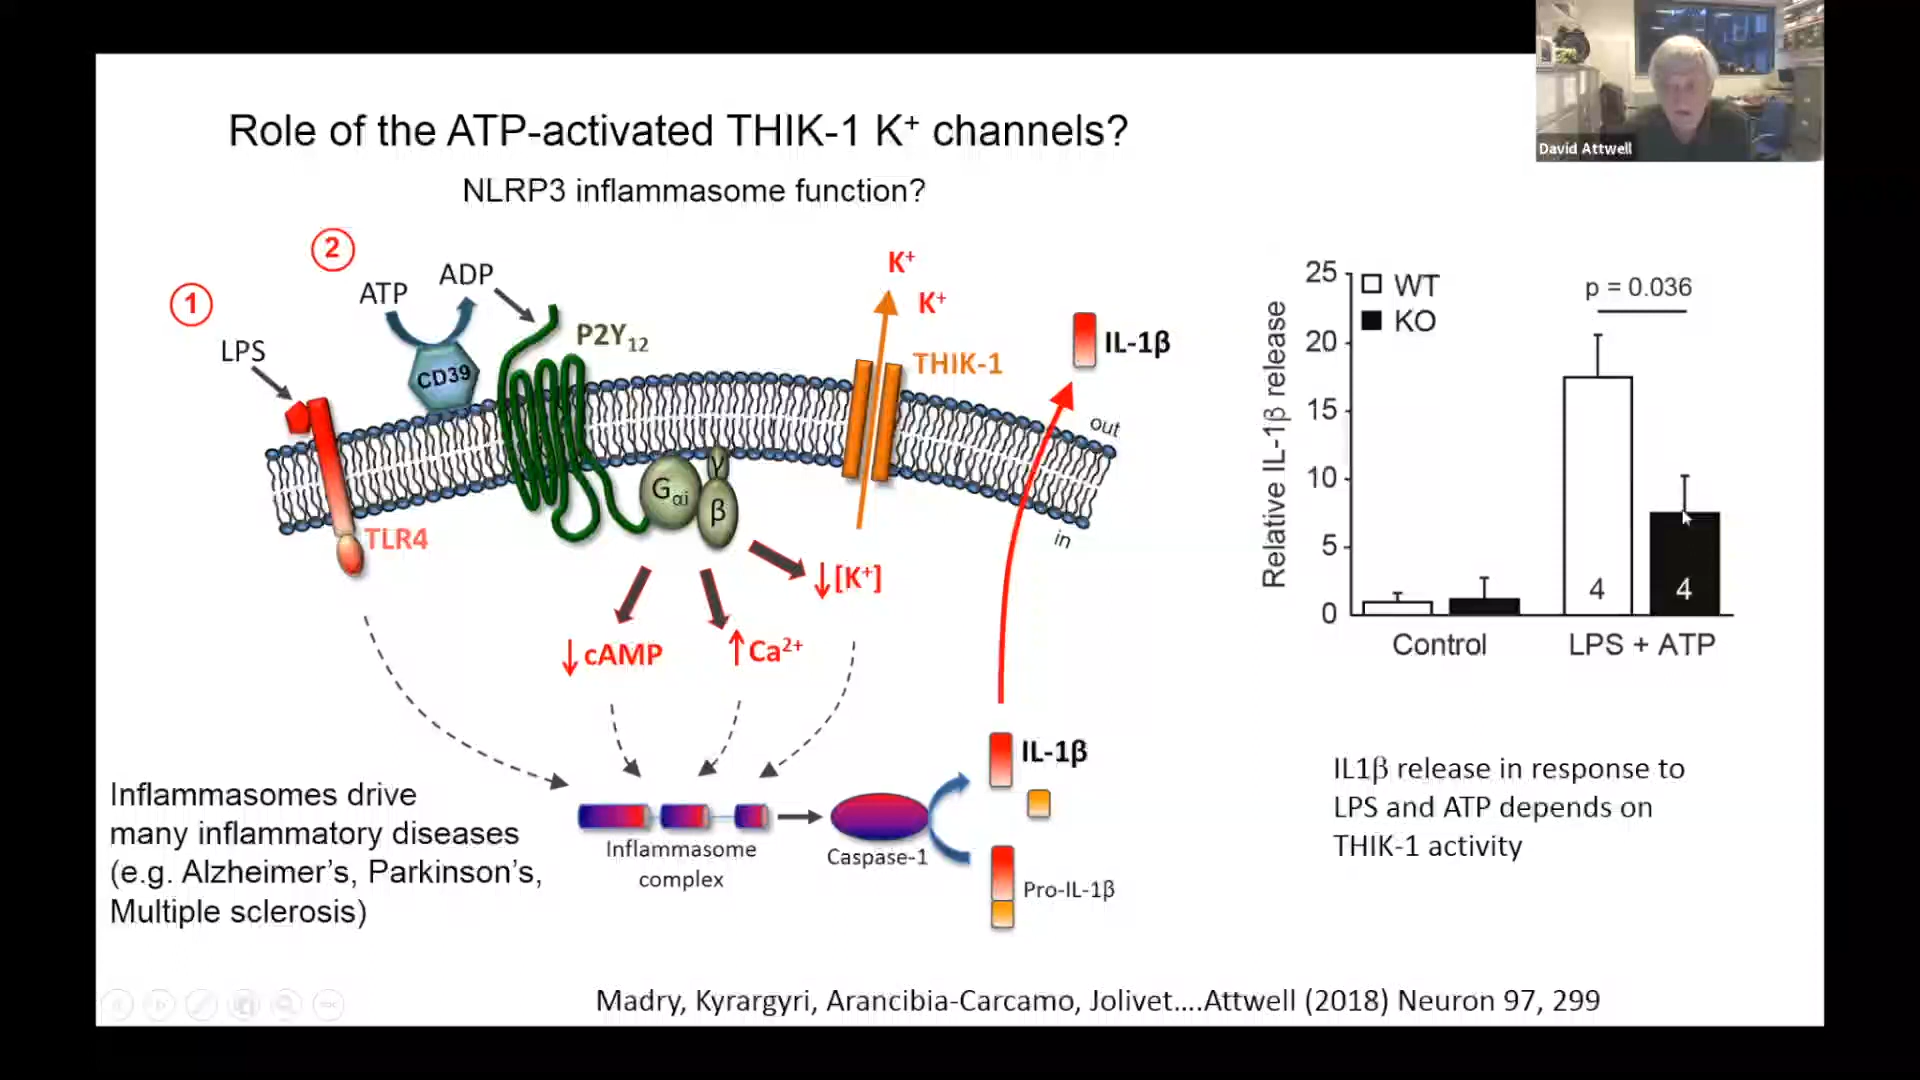 Role of the ATP-activated THIK-1 K⁺ channels?
NLRP3 inflammasome function?
David Attwell
1
2
LPS
ATP
ADP
CD39
P2Y₁₂
TLR4
Gαi
γ
β
K⁺
K⁺
THIK-1
IL-1β
out
in
↓[K⁺]
↓cAMP
↑Ca²⁺
IL-1β
Inflammasome
complex
Caspase-1
Pro-IL-1β
Inflammasomes drive
many inflammatory diseases
(e.g. Alzheimer’s, Parkinson’s,
Multiple sclerosis)
Relative IL-1β release
25
20
15
10
5
0
WT
KO
p = 0.036
4
4
Control
LPS + ATP
IL1β release in response to
LPS and ATP depends on
THIK-1 activity
Madry, Kyrargyri, Arancibia-Carcamo, Jolivet....Attwell (2018) Neuron 97, 299